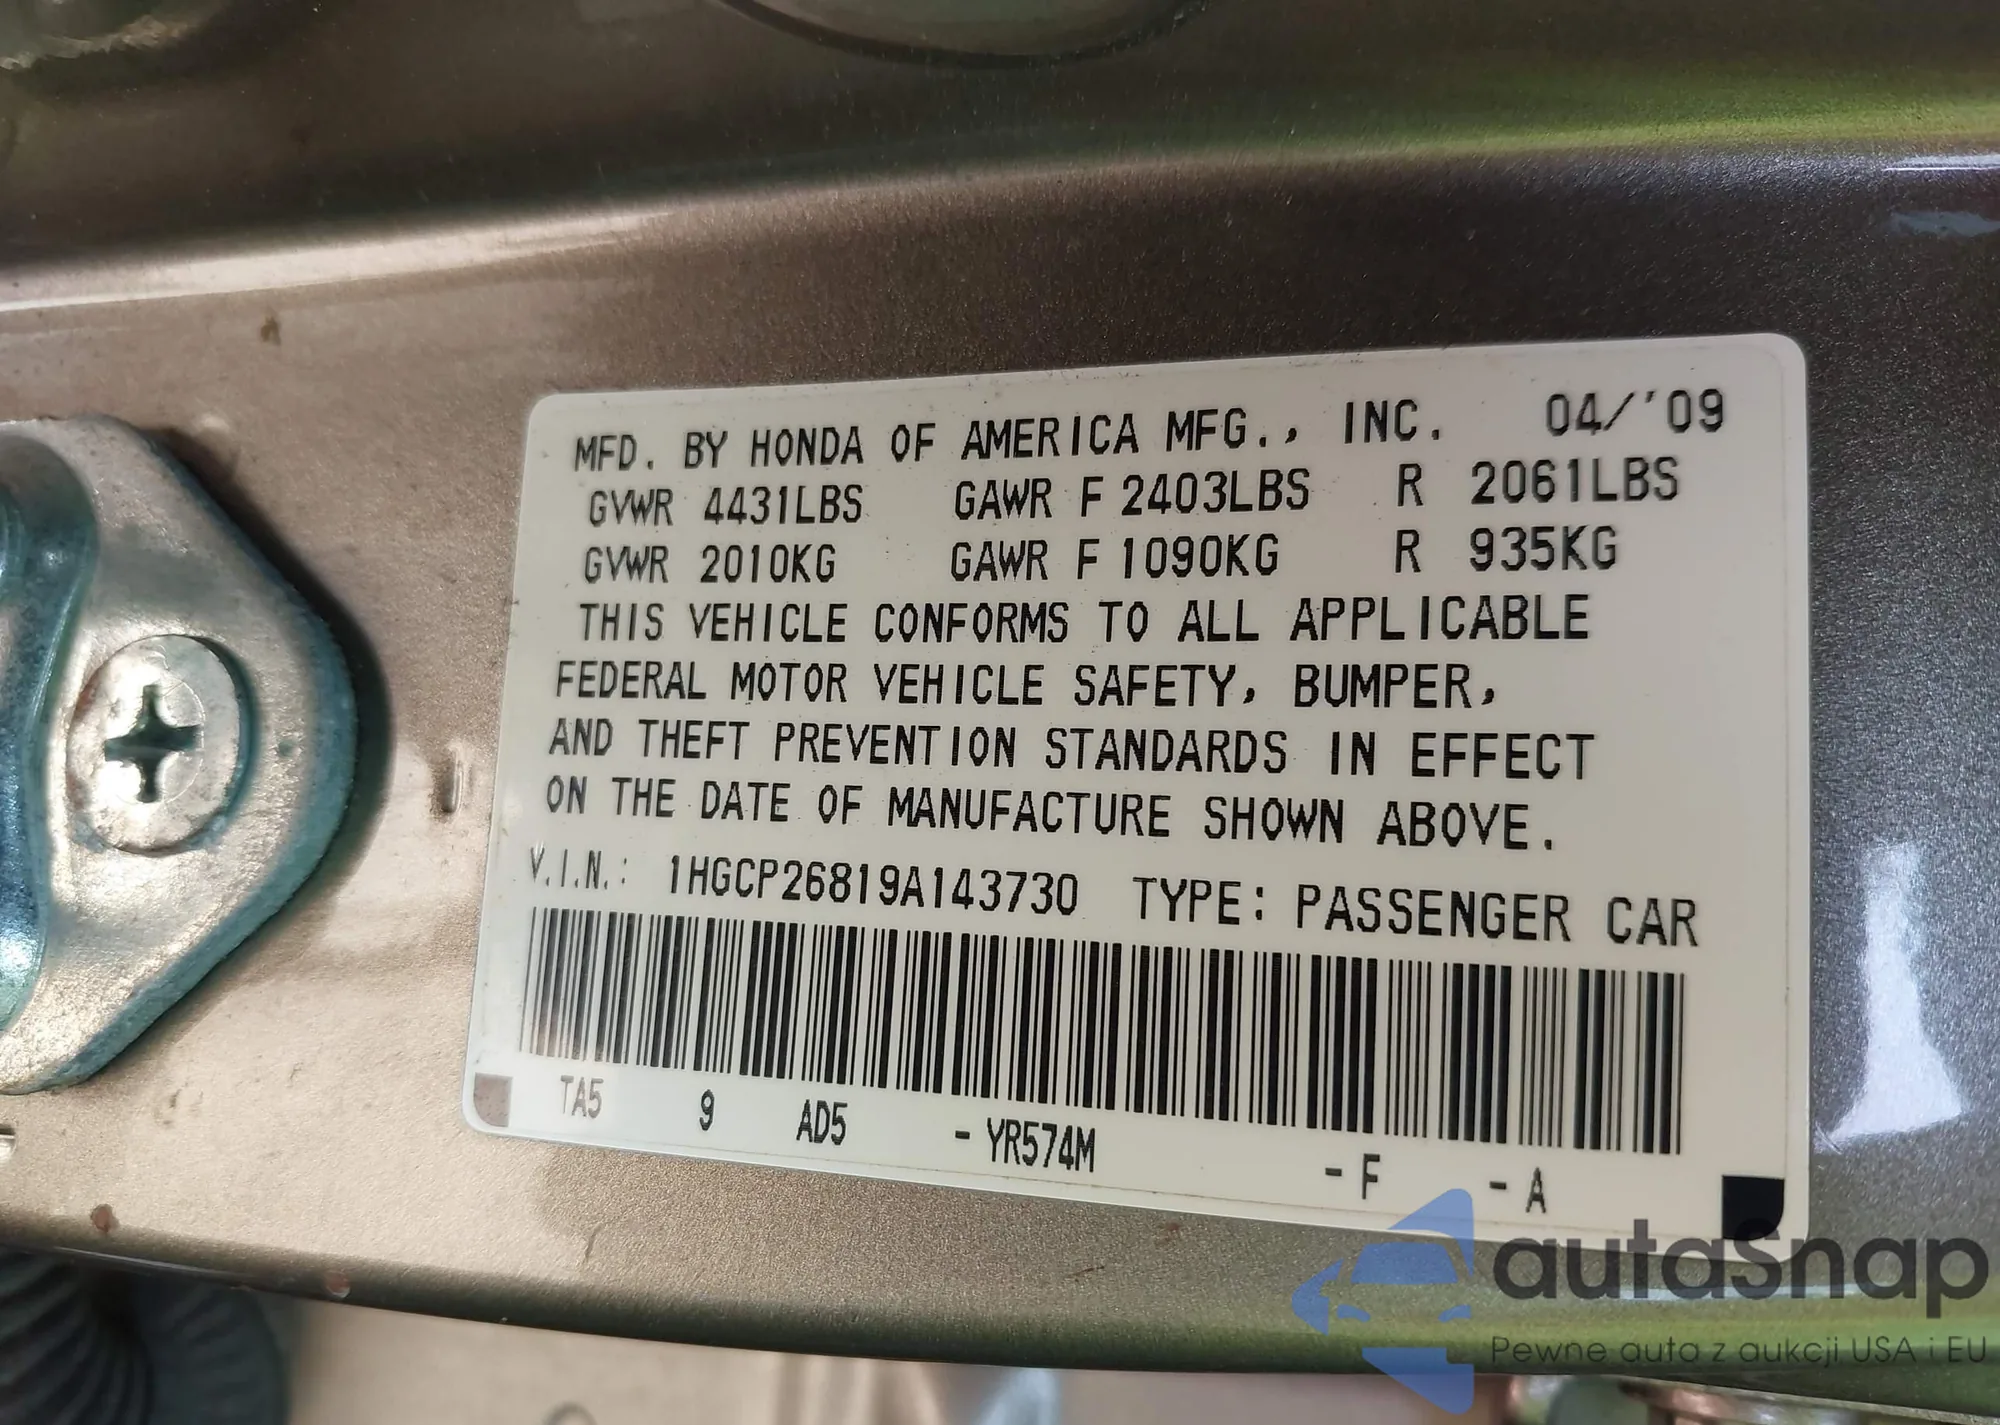 MFD. BY HONDA OF AMERICA MFG., INC. 04/'09
GVWR 4431LBS GAWR F 2403LBS R 2061LBS
GVWR 2010KG GAWR F 1090KG R 935KG
THIS VEHICLE CONFORMS TO ALL APPLICABLE
FEDERAL MOTOR VEHICLE SAFETY, BUMPER,
AND THEFT PREVENTION STANDARDS IN EFFECT
ON THE DATE OF MANUFACTURE SHOWN ABOVE.
V.I.N.: 1HGCP26819A143730 TYPE: PASSENGER CAR
TA5 9 AD5 - YR574M - F - A
autaSnap
Pewne auta z aukcji USA i EU